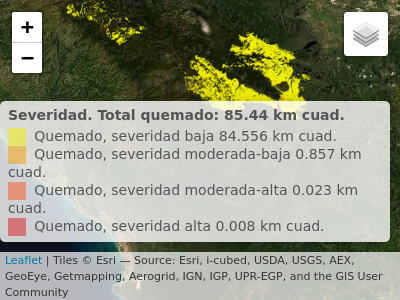 +
−
Severidad. Total quemado: 85.44 km cuad.
Quemado, severidad baja 84.556 km cuad.
Quemado, severidad moderada-baja 0.857 km
cuad.
Quemado, severidad moderada-alta 0.023 km
cuad.
Quemado, severidad alta 0.008 km cuad.
Leaflet | Tiles © Esri — Source: Esri, i-cubed, USDA, USGS, AEX,
GeoEye, Getmapping, Aerogrid, IGN, IGP, UPR-EGP, and the GIS User
Community